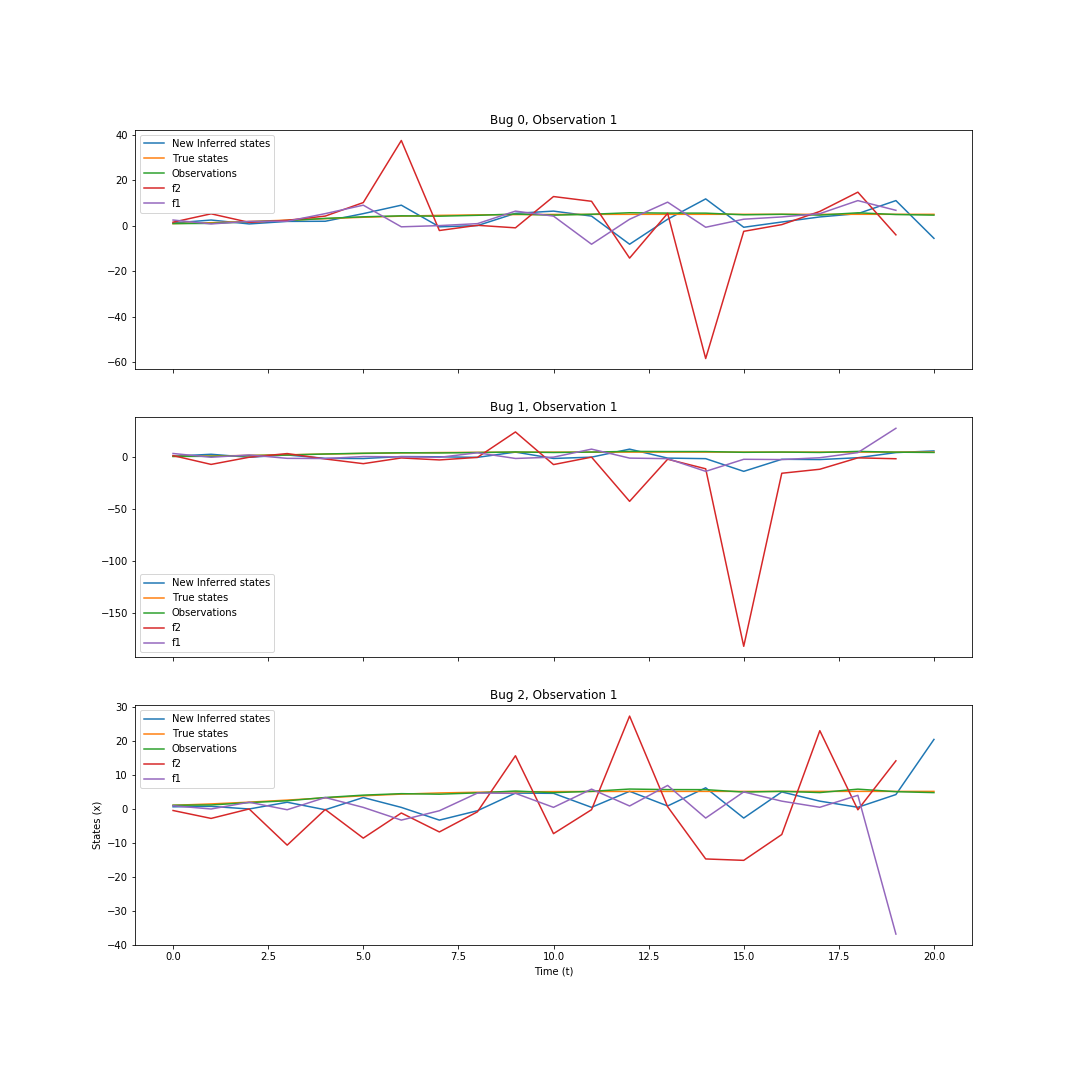 Bug 0, Observation 1
40
20
0
−20
−40
−60
New Inferred states
True states
Observations
f2
f1
Bug 1, Observation 1
0
−50
−100
−150
New Inferred states
True states
Observations
f2
f1
Bug 2, Observation 1
30
20
10
0
−10
−20
−30
−40
States (x)
New Inferred states
True states
Observations
f2
f1
0.0 2.5 5.0 7.5 10.0 12.5 15.0 17.5 20.0
Time (t)